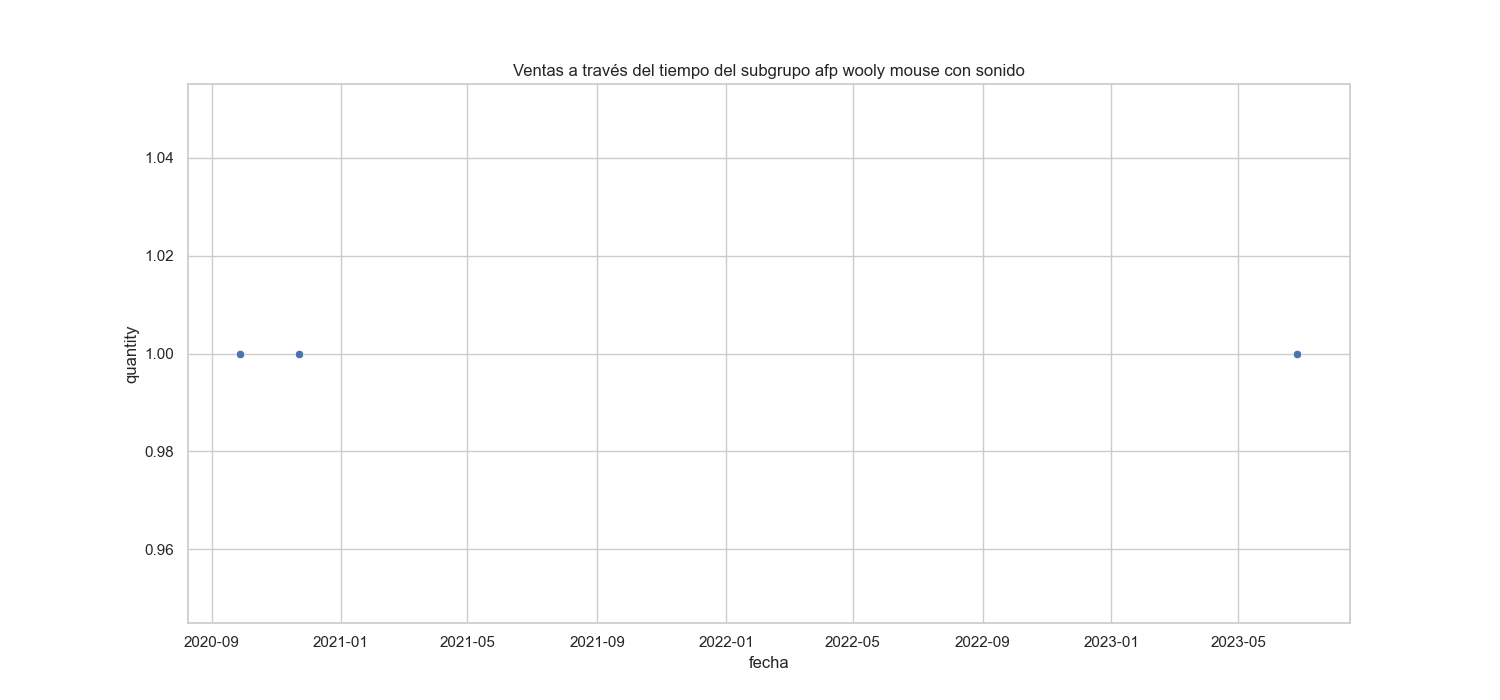 Ventas a través del tiempo del subgrupo afp wooly mouse con sonido
1.04
1.02
1.00
0.98
0.96
quantity
2020-09 2021-01 2021-05 2021-09 2022-01 2022-05 2022-09 2023-01 2023-05
fecha